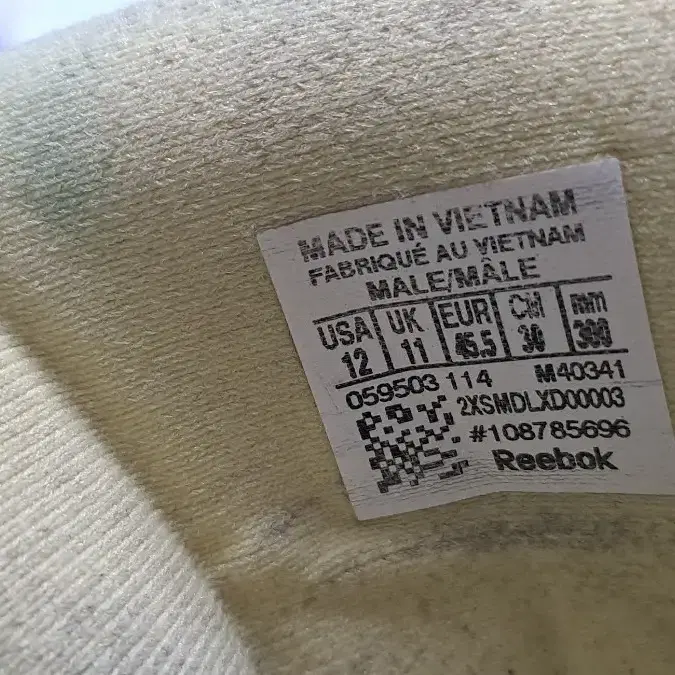 MADE IN VIETNAM
FABRIQUÉ AU VIETNAM
MALE/MÂLE
USA UK EUR CM mm
12 11 45.5 30 300
059503 114 M40341
2XSMDLXD00003
#108785696
Reebok